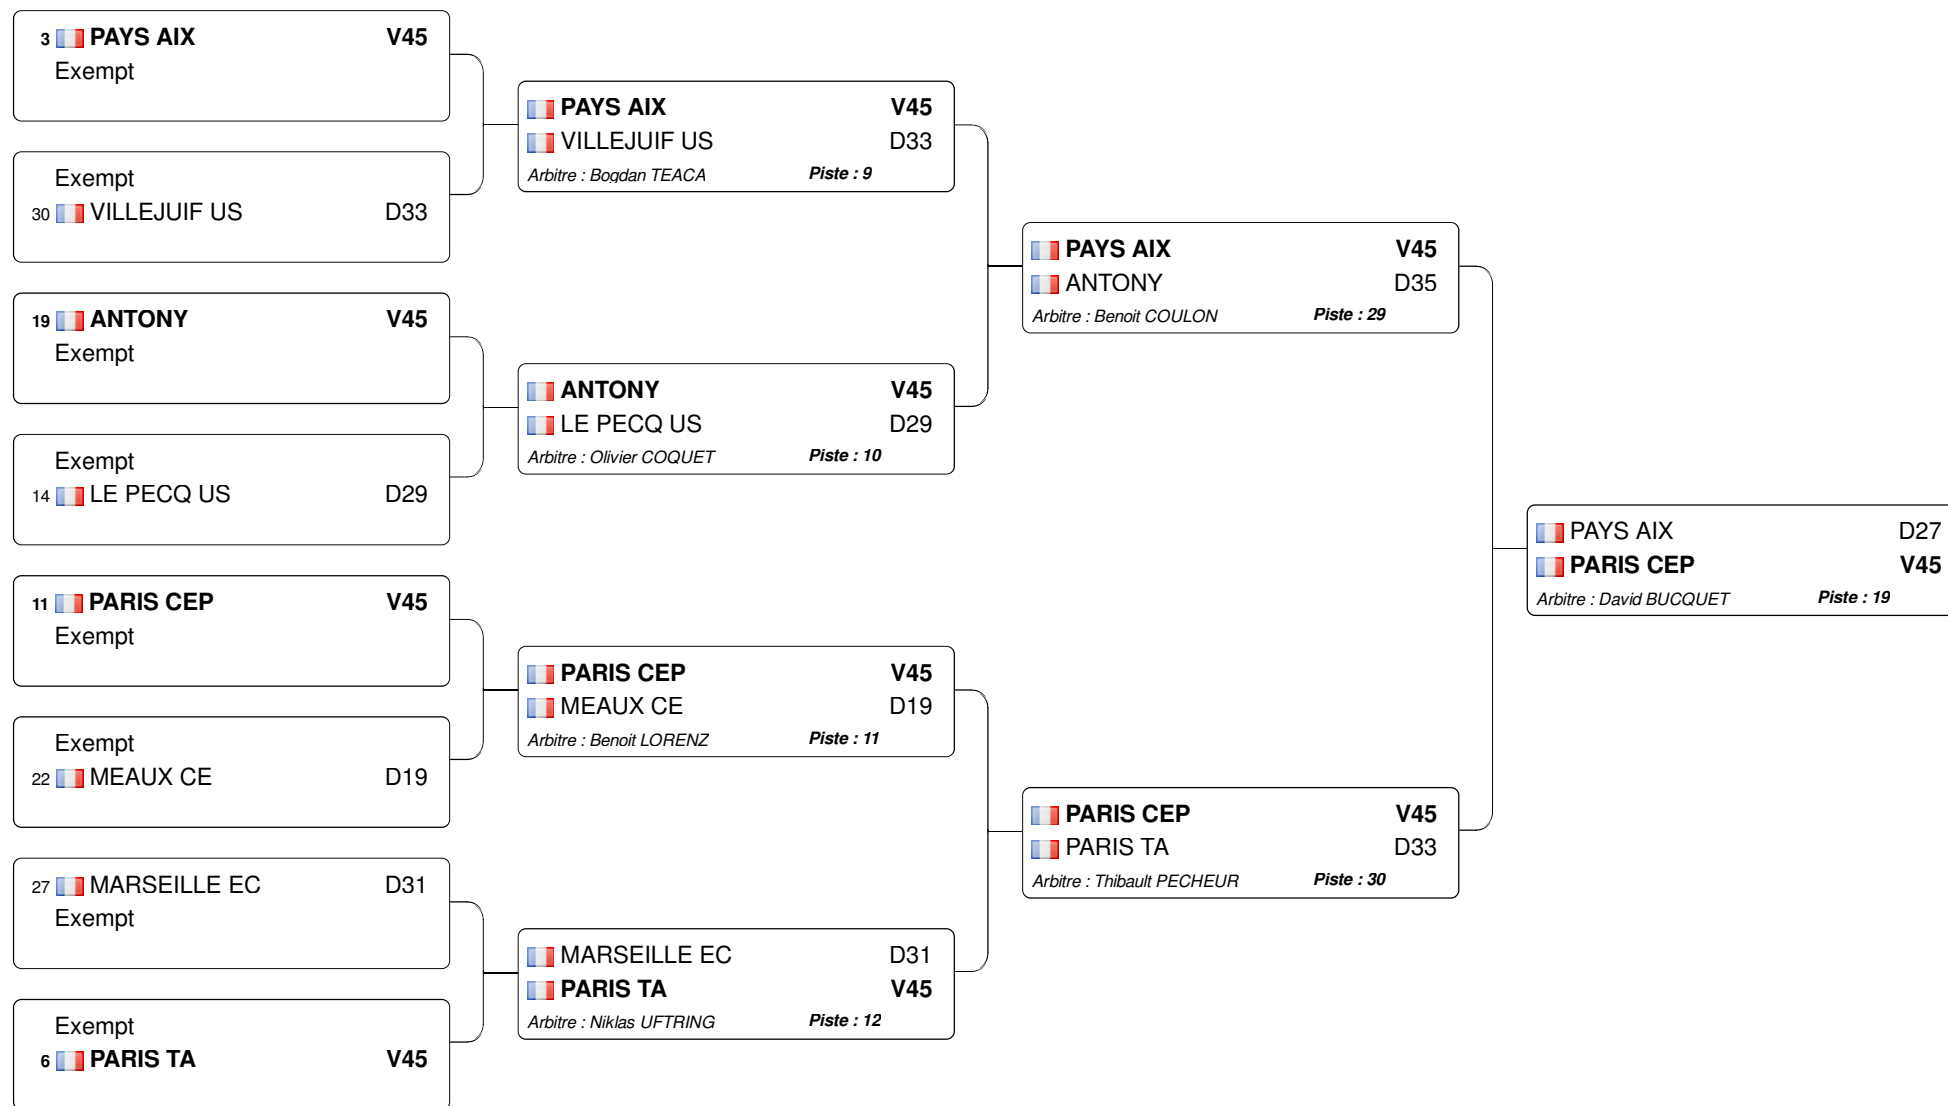 3 PAYS AIX V45
Exempt
Exempt
30 VILLEJUIF US D33
19 ANTONY V45
Exempt
Exempt
14 LE PECQ US D29
11 PARIS CEP V45
Exempt
Exempt
22 MEAUX CE D19
27 MARSEILLE EC D31
Exempt
Exempt
6 PARIS TA V45
PAYS AIX V45
VILLEJUIF US D33
Arbitre : Bogdan TEACA Piste : 9
ANTONY V45
LE PECQ US D29
Arbitre : Olivier COQUET Piste : 10
PARIS CEP V45
MEAUX CE D19
Arbitre : Benoit LORENZ Piste : 11
MARSEILLE EC D31
PARIS TA V45
Arbitre : Niklas UFTRING Piste : 12
PAYS AIX V45
ANTONY D35
Arbitre : Benoit COULON Piste : 29
PARIS CEP V45
PARIS TA D33
Arbitre : Thibault PECHEUR Piste : 30
PAYS AIX D27
PARIS CEP V45
Arbitre : David BUCQUET Piste : 19